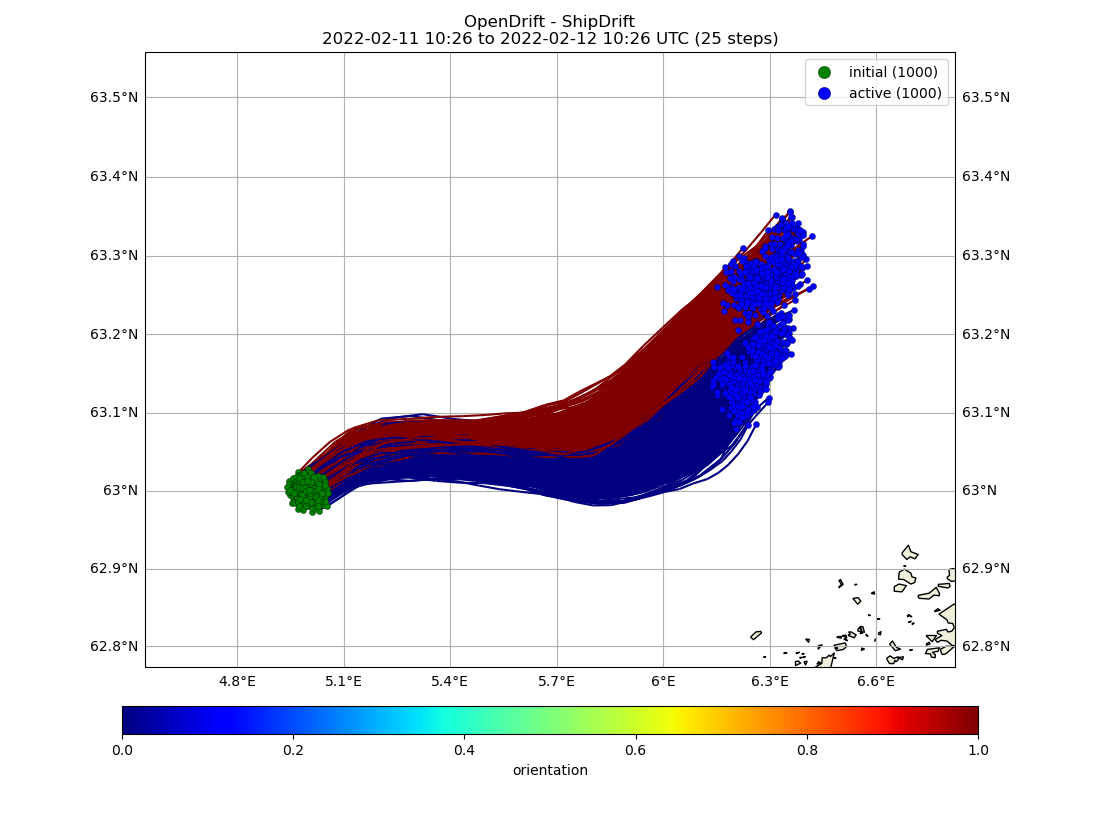 OpenDrift - ShipDrift
2022-02-11 10:26 to 2022-02-12 10:26 UTC (25 steps)
initial (1000)
active (1000)
63.5°N 63.5°N
63.4°N 63.4°N
63.3°N 63.3°N
63.2°N 63.2°N
63.1°N 63.1°N
63°N 63°N
62.9°N 62.9°N
62.8°N 62.8°N
4.8°E 5.1°E 5.4°E 5.7°E 6°E 6.3°E 6.6°E
0.0 0.2 0.4 0.6 0.8 1.0
orientation